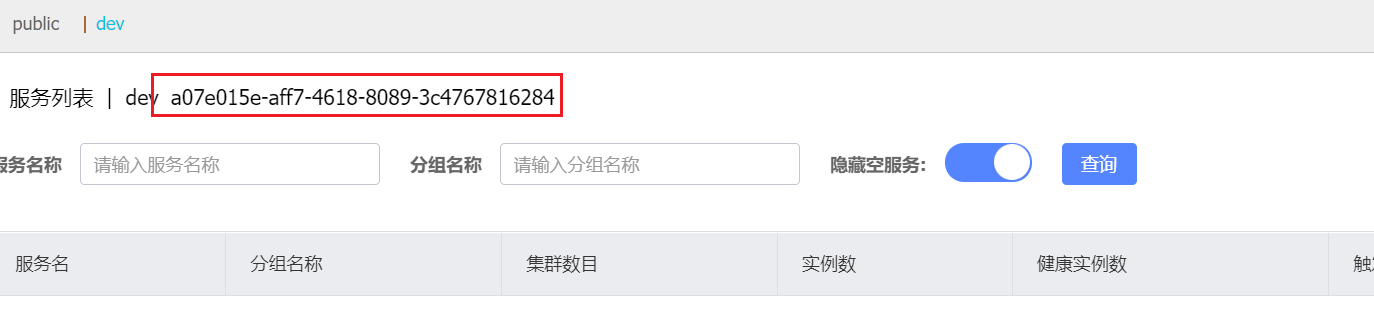 public | dev
服务列表 | dev a07e015e-aff7-4618-8089-3c4767816284
服务名称 请输入服务名称 分组名称 请输入分组名称 隐藏空服务: 查询
服务名 分组名称 集群数目 实例数 健康实例数 触